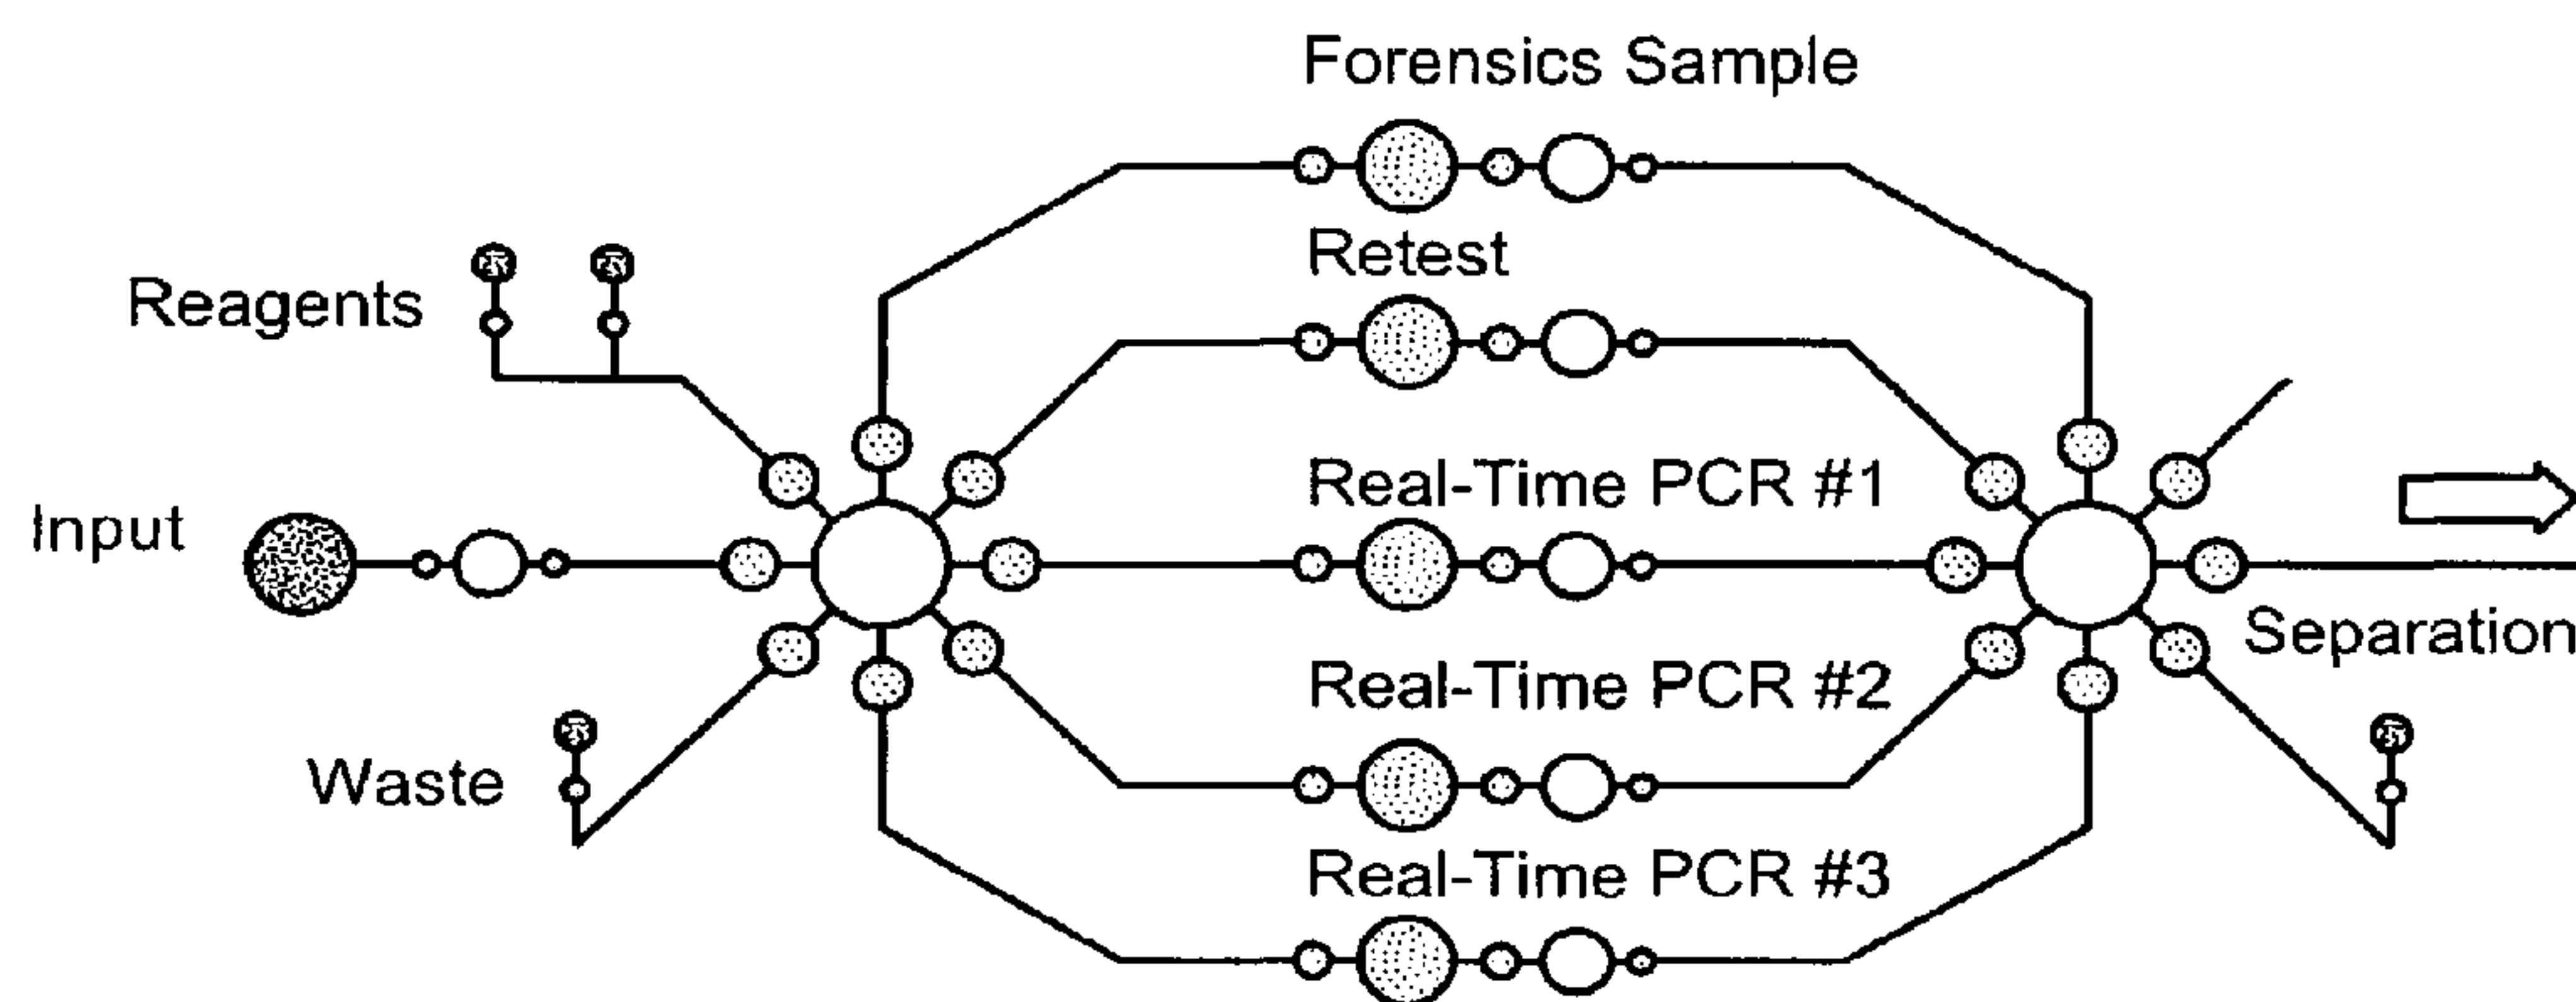 Forensics Sample
Retest
Reagents
Real-Time PCR #1
Input
Separation
Real-Time PCR #2
Waste
Real-Time PCR #3